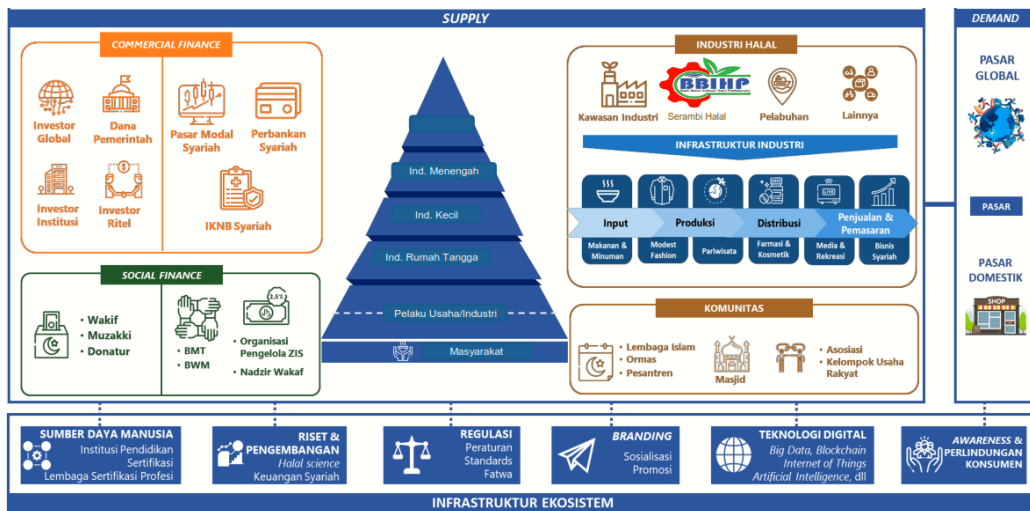 SUPPLY
COMMERCIAL FINANCE
Investor
Global
Dana
Pemerintah
Pasar Modal
Syariah
Perbankan
Syariah
Investor
Institusi
Investor
Ritel
IKNB Syariah
SOCIAL FINANCE
• Wakif
• Muzakki
• Donatur
• BMT
• BWM
2,5%
• Organisasi
Pengelola ZIS
• Nadzir Wakaf
Ind. Menengah
Ind. Kecil
Ind. Rumah Tangga
Pelaku Usaha/Industri
Masyarakat
INDUSTRI HALAL
Kawasan Industri
BBIHP
Serambi Halal
Pelabuhan
Lainnya
INFRASTRUKTUR INDUSTRI
Input
Produksi
Distribusi
Penjualan &
Pemasaran
Makanan &
Minuman
Modest
Fashion
Pariwisata
Farmasi &
Kosmetik
Media &
Rekreasi
Bisnis
Syariah
KOMUNITAS
• Lembaga Islam
• Ormas
• Pesantren
Masjid
• Asosiasi
• Kelompok Usaha
Rakyat
DEMAND
PASAR
GLOBAL
PASAR
PASAR
DOMESTIK
SHOP
SUMBER DAYA MANUSIA
Institusi Pendidikan
Sertifikasi
Lembaga Sertifikasi Profesi
RISET &
PENGEMBANGAN
Halal science
Keuangan Syariah
REGULASI
Peraturan
Standards
Fatwa
BRANDING
Sosialisasi
Promosi
TEKNOLOGI DIGITAL
Big Data, Blockchain
Internet of Things
Artificial Intelligence, dll
AWARENESS &
PERLINDUNGAN
KONSUMEN
INFRASTRUKTUR EKOSISTEM